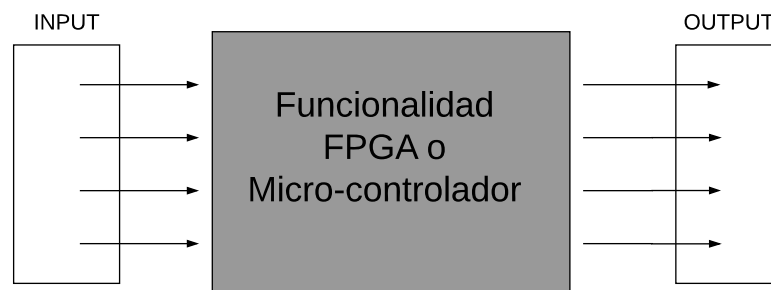 INPUT
OUTPUT
Funcionalidad
FPGA o
Micro-controlador